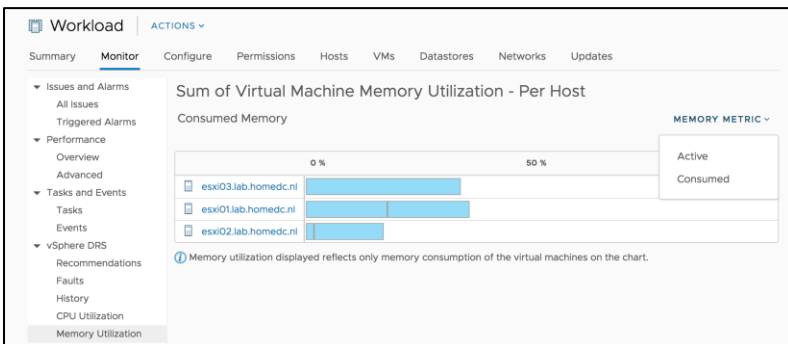 Workload ACTIONS
Summary Monitor Configure Permissions Hosts VMs Datastores Networks Updates
Issues and Alarms
All Issues
Triggered Alarms
Performance
Overview
Advanced
Tasks and Events
Tasks
Events
vSphere DRS
Recommendations
Faults
History
CPU Utilization
Memory Utilization
Sum of Virtual Machine Memory Utilization - Per Host
Consumed Memory
MEMORY METRIC
Active
Consumed
0 % 50 %
esxi03.lab.homedc.nl
esxi01.lab.homedc.nl
esxi02.lab.homedc.nl
Memory utilization displayed reflects only memory consumption of the virtual machines on the chart.